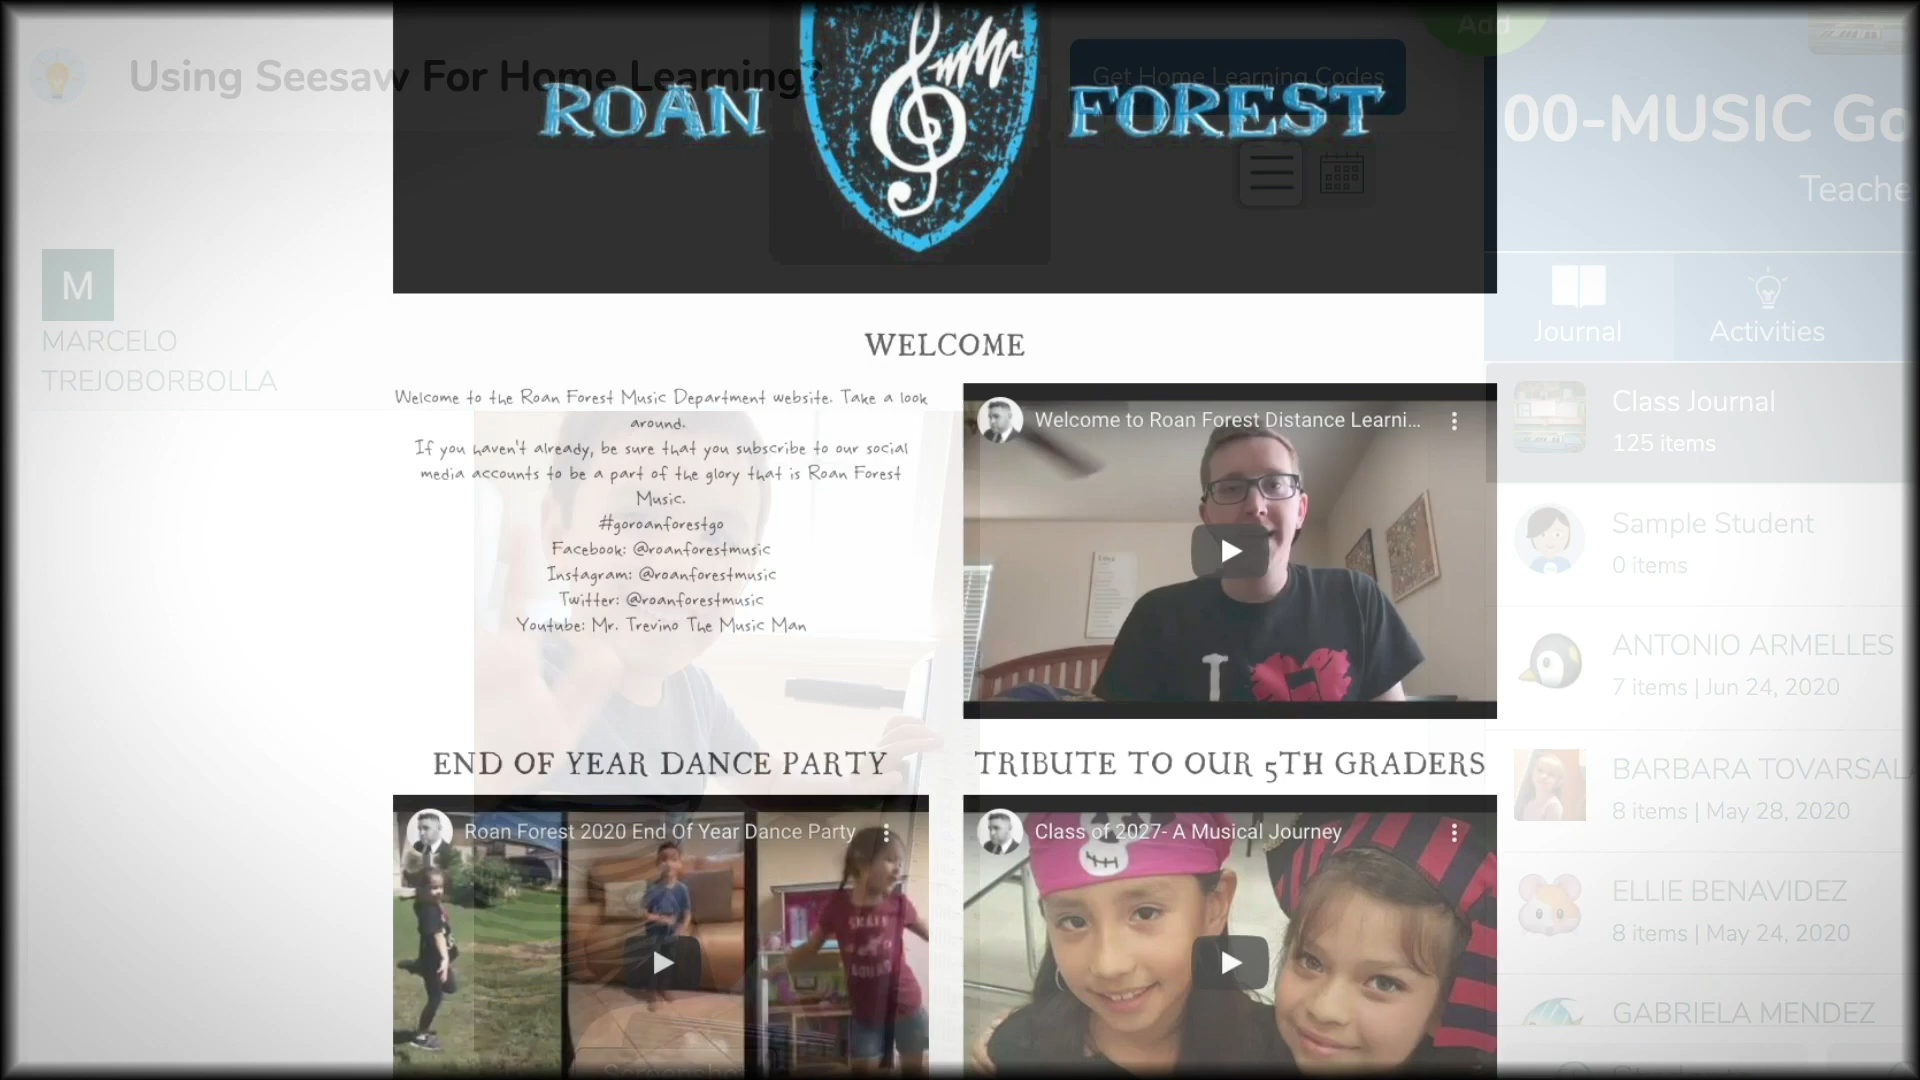 Using Seesaw For Home Learning?
Get Home Learning Codes
Add
ROAN FOREST
00-MUSIC Go
Teache
M
MARCELO
TREJOBORBOLLA
Journal
Activities
WELCOME
Welcome to the Roan Forest Music Department website. Take a look
around.
If you haven't already, be sure that you subscribe to our social
media accounts to be a part of the glory that is Roan Forest
Music.
#goroanforestgo
Facebook: @roanforestmusic
Instagram: @roanforestmusic
Twitter: @roanforestmusic
Youtube: Mr. Trevino The Music Man
Welcome to Roan Forest Distance Learni...
I
Class Journal
125 items
Sample Student
0 items
ANTONIO ARMELLES
7 items | Jun 24, 2020
BARBARA TOVARSALA
8 items | May 28, 2020
ELLIE BENAVIDEZ
8 items | May 24, 2020
GABRIELA MENDEZ
END OF YEAR DANCE PARTY
TRIBUTE TO OUR 5TH GRADERS
Roan Forest 2020 End Of Year Dance Party
Class of 2027- A Musical Journey